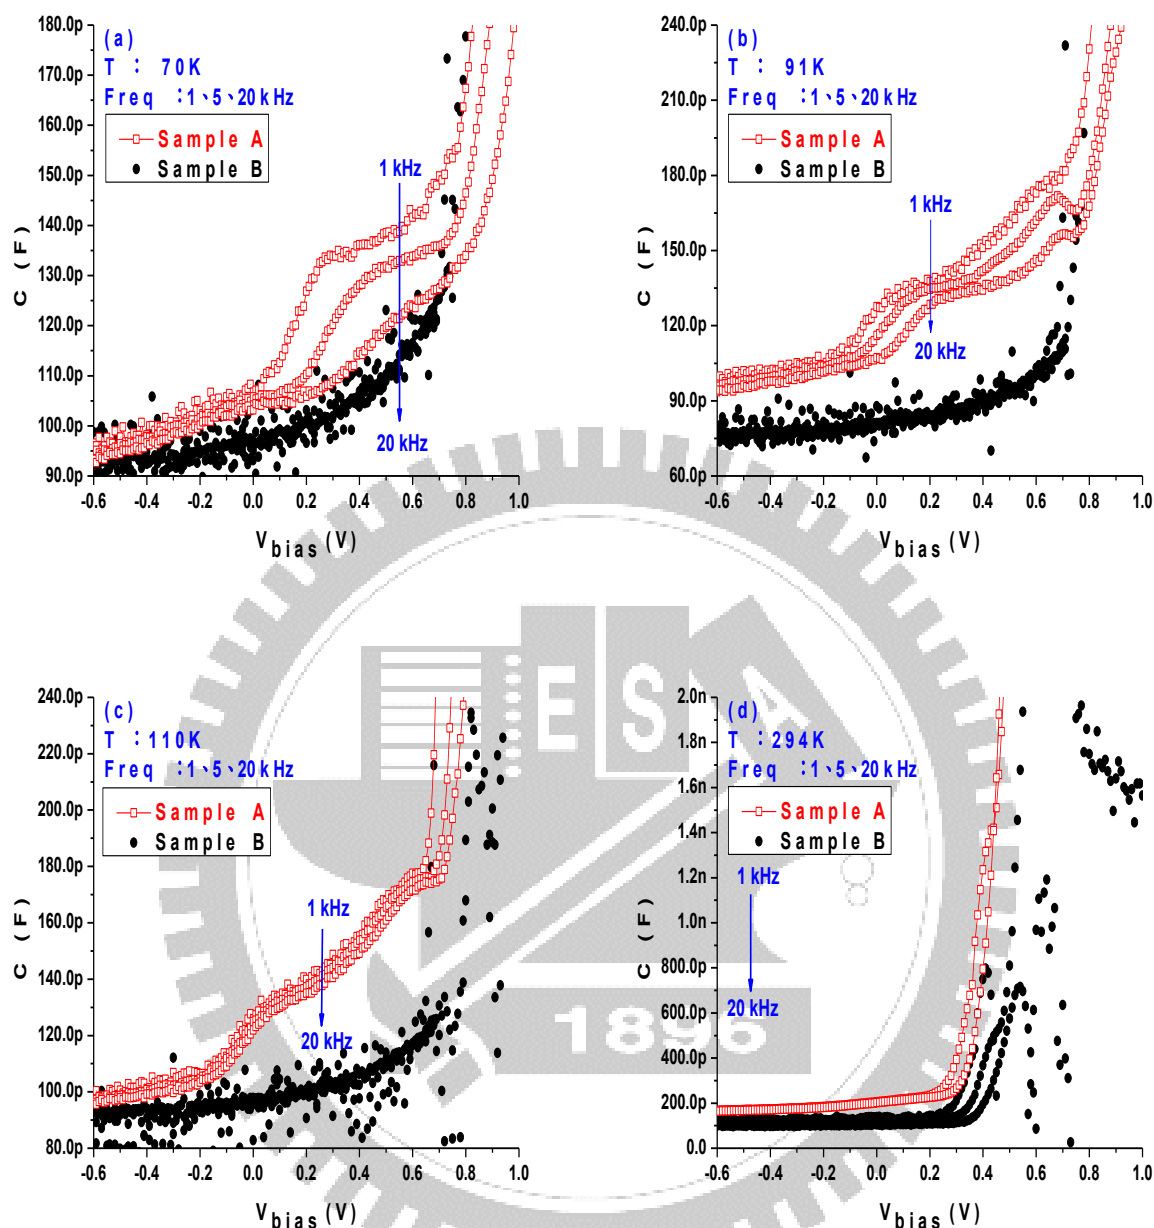 (a)
T : 70K
Freq :1、5、20kHz
Sample A
Sample B
1 kHz
20 kHz
180.0p
170.0p
160.0p
150.0p
140.0p
130.0p
120.0p
110.0p
100.0p
90.0p
C (F)
-0.6 -0.4 -0.2 0.0 0.2 0.4 0.6 0.8 1.0
Vbias (V)
(b)
T : 91K
Freq :1、5、20kHz
Sample A
Sample B
1 kHz
20 kHz
240.0p
210.0p
180.0p
150.0p
120.0p
90.0p
60.0p
C (F)
-0.6 -0.4 -0.2 0.0 0.2 0.4 0.6 0.8 1.0
Vbias (V)
(c)
T :110K
Freq :1、5、20kHz
Sample A
Sample B
1 kHz
20 kHz
240.0p
220.0p
200.0p
180.0p
160.0p
140.0p
120.0p
100.0p
80.0p
C (F)
-0.6 -0.4 -0.2 0.0 0.2 0.4 0.6 0.8 1.0
Vbias (V)
(d)
T :294K
Freq :1、5、20kHz
Sample A
Sample B
1 kHz
20 kHz
2.0n
1.8n
1.6n
1.4n
1.2n
1.0n
800.0p
600.0p
400.0p
200.0p
0.0
C (F)
-0.6 -0.4 -0.2 0.0 0.2 0.4 0.6 0.8 1.0
Vbias (V)
ESA
1896